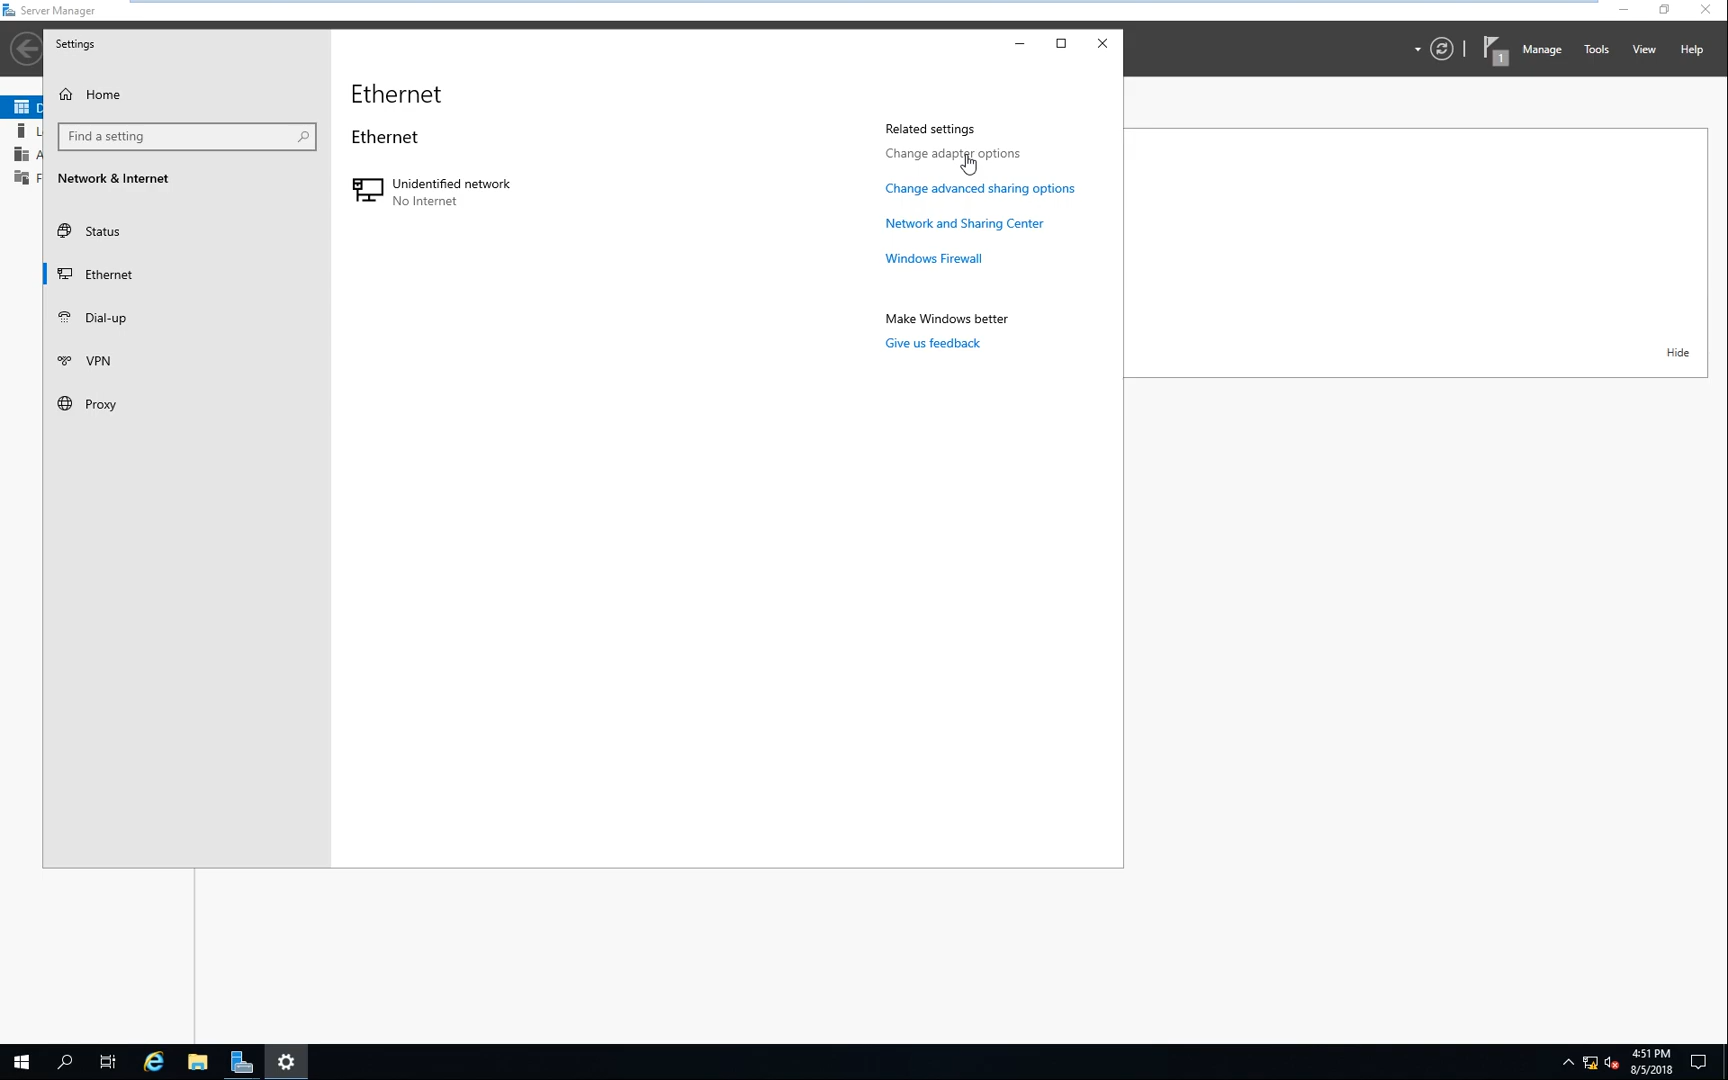 Server Manager
Settings
1
Manage
Tools
View
Help
Home
Find a setting
Network & Internet
Status
Ethernet
Dial-up
VPN
Proxy
Ethernet
Ethernet
Unidentified network
No Internet
Related settings
Change adapter options
Change advanced sharing options
Network and Sharing Center
Windows Firewall
Make Windows better
Give us feedback
Hide
4:51 PM
8/5/2018